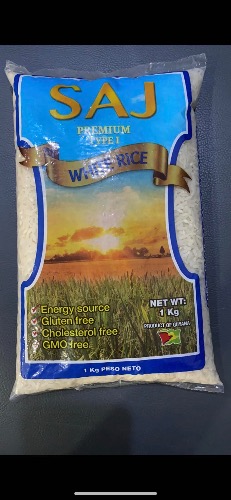 SAJ
PREMIUM
TYPE I
WHITE RICE
Energy source
Gluten free
Cholesterol free
GMO free
NET WT:
1 Kg
PRODUCT OF GUYANA
1 Kg PESO NETO